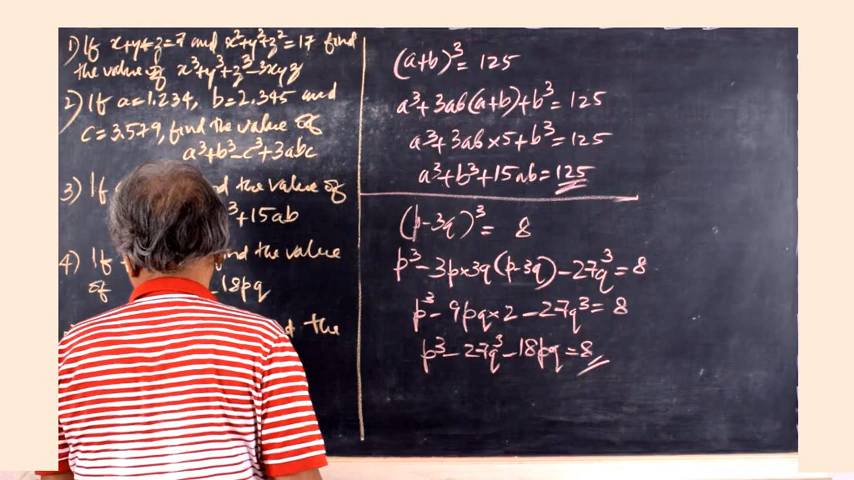 1) If x+y+z=7 and x²+y²+z²=17 find
the value of x³+y³+z³-3xyz
2) If a=1.234, b=2.345 and
c=3.579, find the value of
a³+b³-c³+3abc
3) If the value of
³+15ab
4) If find the value
of 18pq
the
(a+b)³=125
a³+3ab(a+b)+b³=125
a³+3ab×5+b³=125
a³+b³+15ab=125
(p-3q)³= 8
p³-3p×3q(p-3q)-27q³=8
p³-9pq×2-27q³=8
p³-27q³-18pq=8